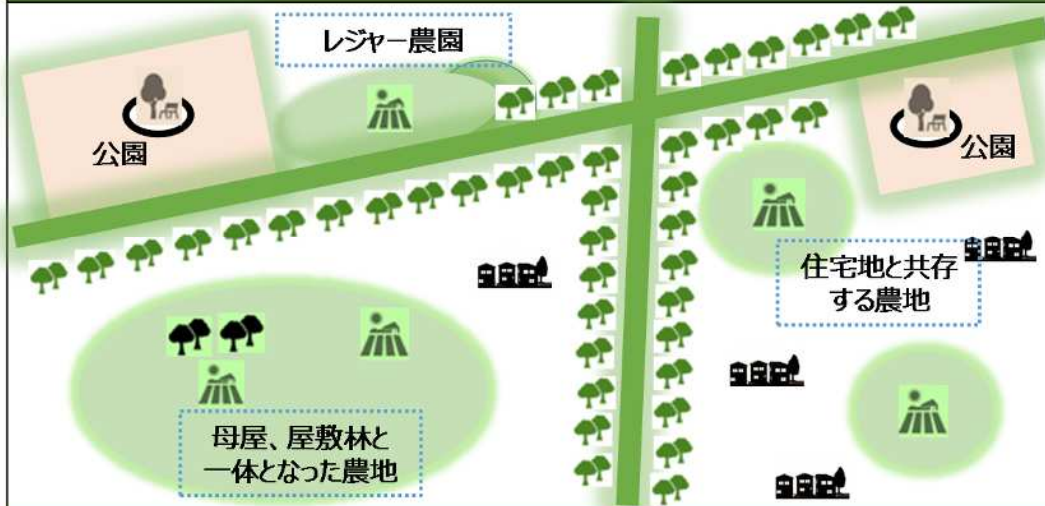 レジャー農園
公園
公園
住宅地と共存
する農地
母屋、屋敷林と
一体となった農地